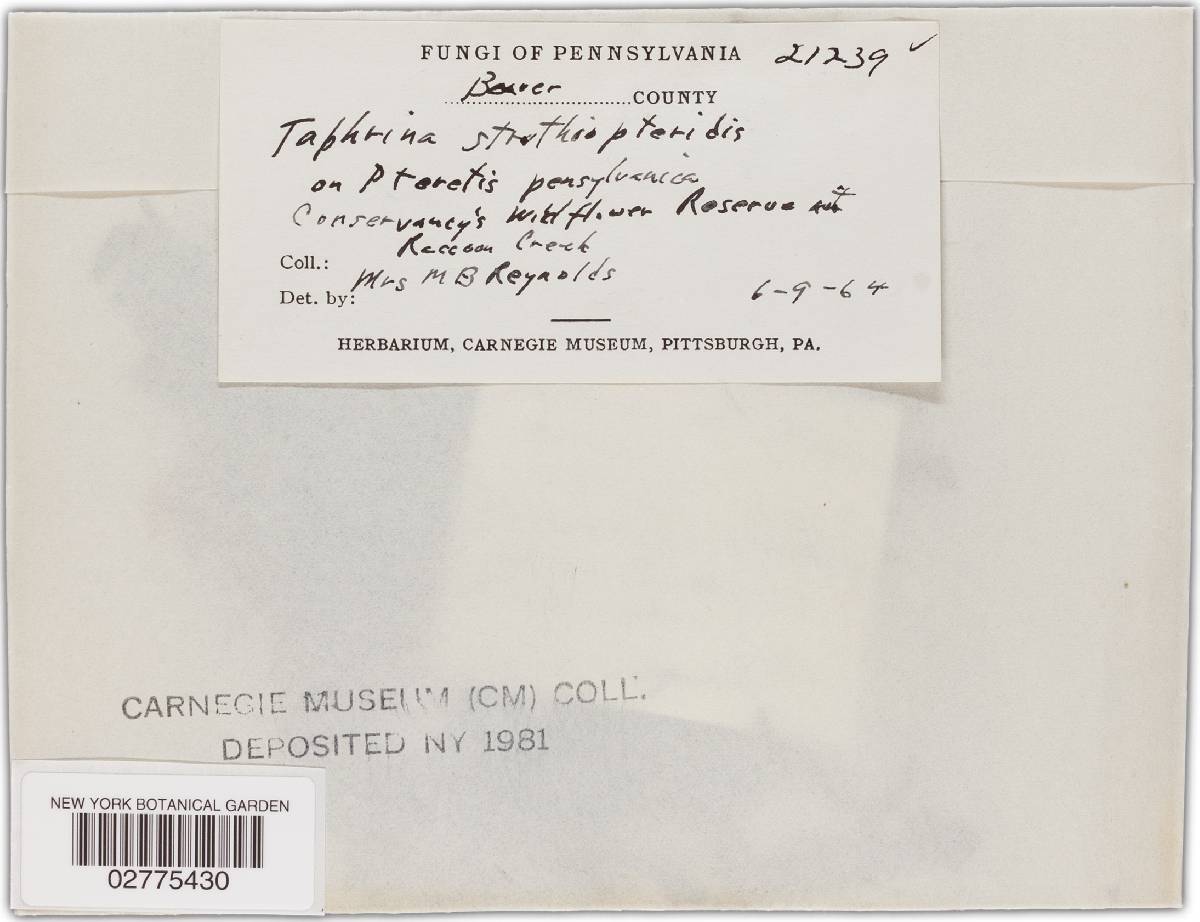 FUNGI OF PENNSYLVANIA 21239 ✓
Beaver COUNTY
Taphrina struthiopteridis
on Pteretis pensylvanica
Conservancy's Wildflower Reserve at
Raccoon Creek
Coll.:
Mrs M B Reynolds
Det. by: 6-9-64
HERBARIUM, CARNEGIE MUSEUM, PITTSBURGH, PA.
CARNEGIE MUSEUM (CM) COLL.
DEPOSITED NY 1981
NEW YORK BOTANICAL GARDEN
02775430